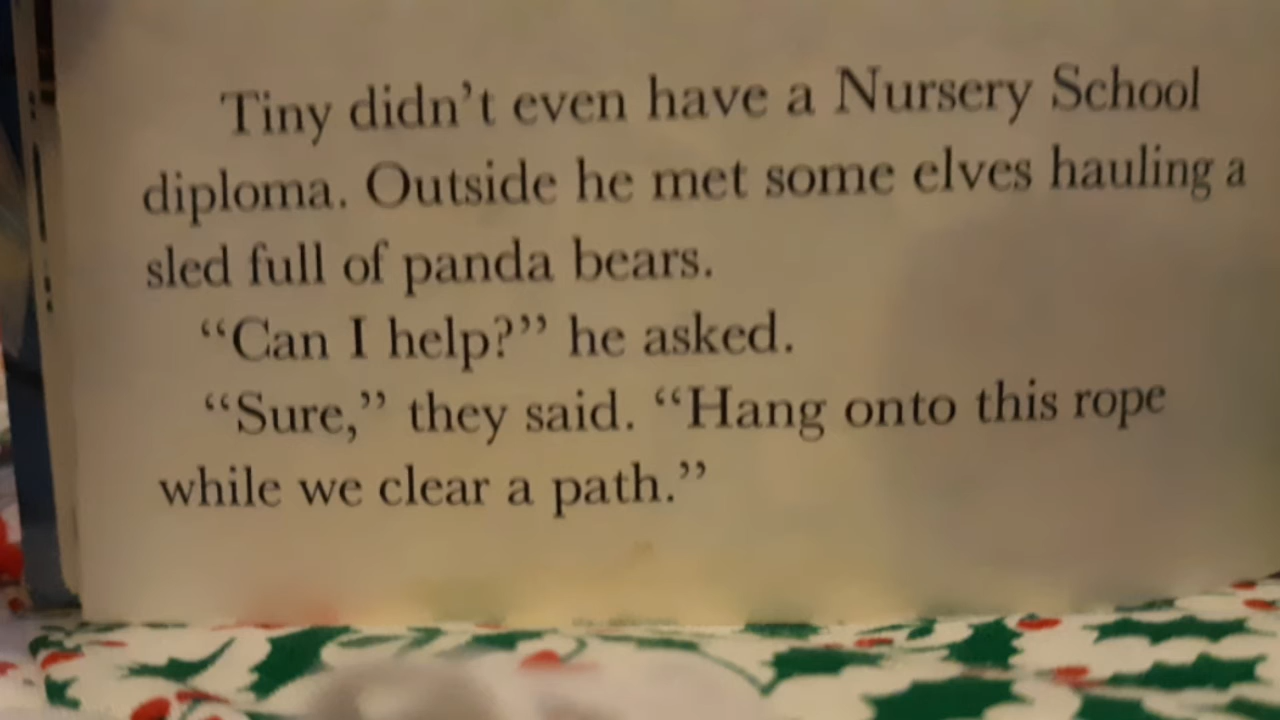 Tiny didn’t even have a Nursery School
diploma. Outside he met some elves hauling a
sled full of panda bears.
“Can I help?” he asked.
“Sure,” they said. “Hang onto this rope
while we clear a path.”